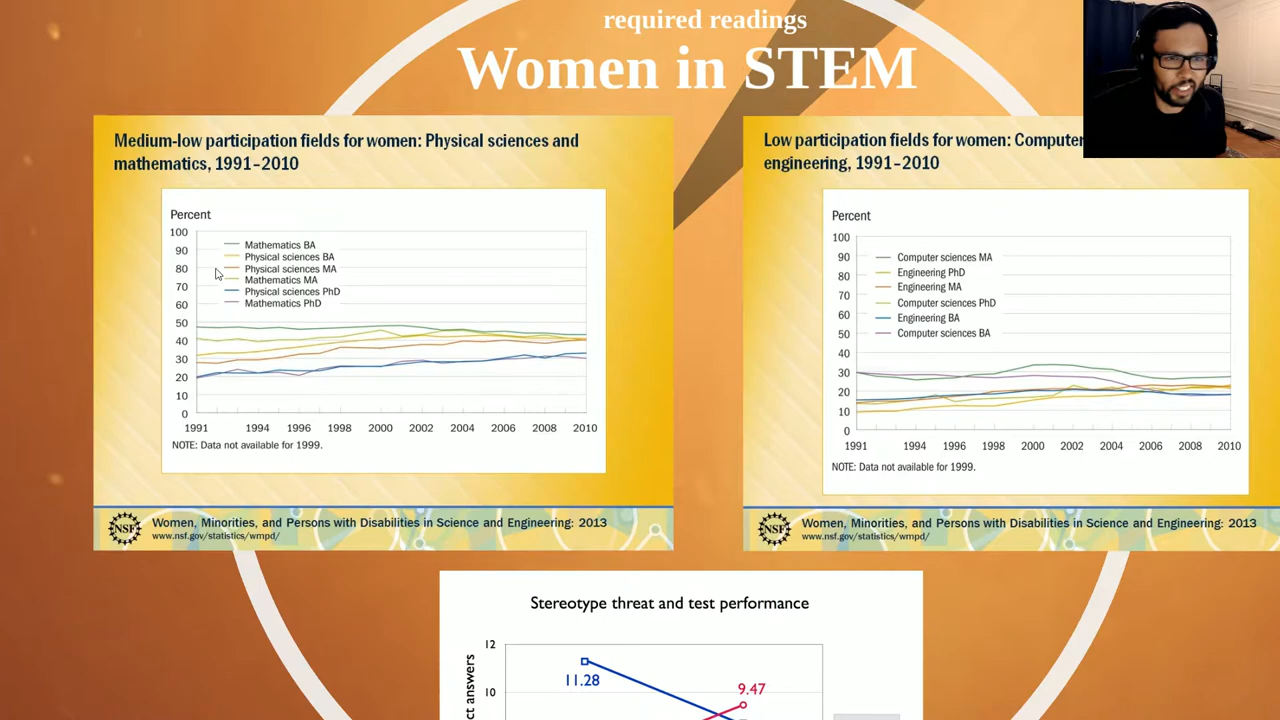 required readings
Women in STEM
Medium-low participation fields for women: Physical sciences and
mathematics, 1991–2010
Percent
100
90
80
70
60
50
40
30
20
10
0
Mathematics BA
Physical sciences BA
Physical sciences MA
Mathematics MA
Physical sciences PhD
Mathematics PhD
1991 1994 1996 1998 2000 2002 2004 2006 2008 2010
NOTE: Data not available for 1999.
NSF
Women, Minorities, and Persons with Disabilities in Science and Engineering: 2013
www.nsf.gov/statistics/wmpd/
Low participation fields for women: Computer
engineering, 1991–2010
Percent
100
90
80
70
60
50
40
30
20
10
0
Computer sciences MA
Engineering PhD
Engineering MA
Computer sciences PhD
Engineering BA
Computer sciences BA
1991 1994 1996 1998 2000 2002 2004 2006 2008 2010
NOTE: Data not available for 1999.
NSF
Women, Minorities, and Persons with Disabilities in Science and Engineering: 2013
www.nsf.gov/statistics/wmpd/
Stereotype threat and test performance
12
10
ct answers
11.28
9.47